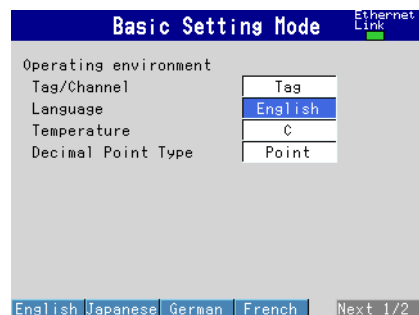 Basic Setting Mode
Ethernet
Link
Operating environment
Tag/Channel Tag
Language English
Temperature C
Decimal Point Type Point
English Japanese German French Next 1/2